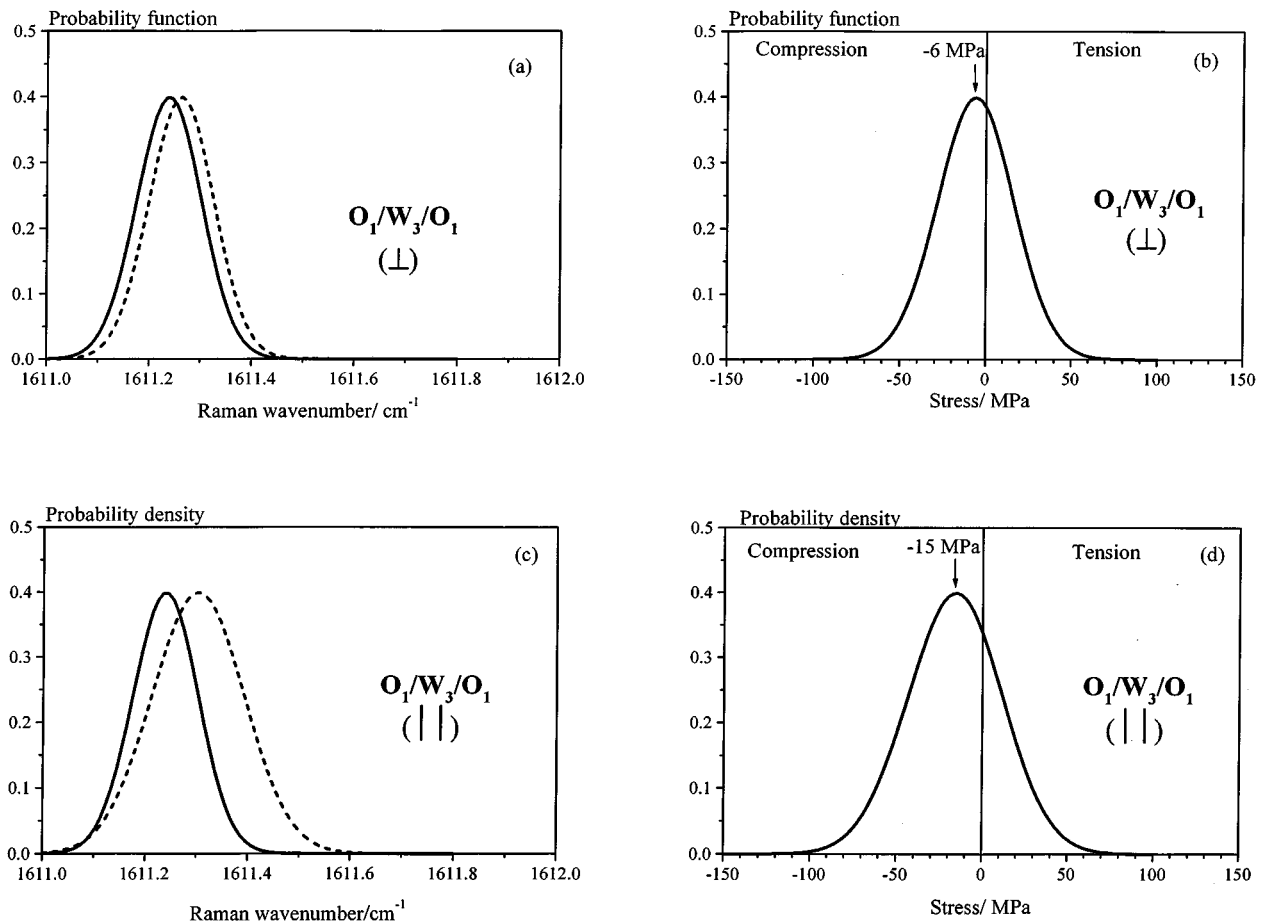 Probability function
0.5
0.4
0.3
0.2
0.1
0.0
(a)
O₁/W₃/O₁
(⊥)
1611.0 1611.2 1611.4 1611.6 1611.8 1612.0
Raman wavenumber/ cm⁻¹
Probability function
0.5
0.4
0.3
0.2
0.1
0.0
Compression
-6 MPa
Tension
(b)
O₁/W₃/O₁
(⊥)
-150 -100 -50 0 50 100 150
Stress/ MPa
Probability density
0.5
0.4
0.3
0.2
0.1
0.0
(c)
O₁/W₃/O₁
(||)
1611.0 1611.2 1611.4 1611.6 1611.8 1612.0
Raman wavenumber/cm⁻¹
Probability density
0.5
0.4
0.3
0.2
0.1
0.0
Compression
-15 MPa
Tension
(d)
O₁/W₃/O₁
(||)
-150 -100 -50 0 50 100 150
Stress/ MPa